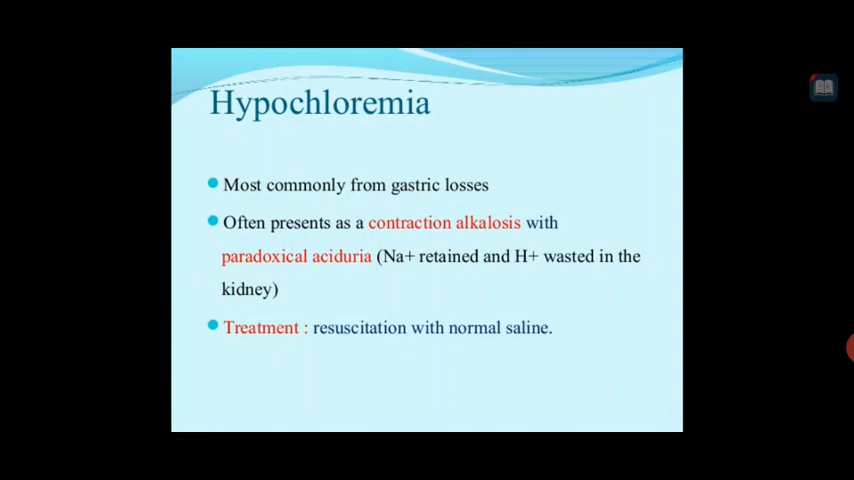 Hypochloremia
Most commonly from gastric losses
Often presents as a contraction alkalosis with
paradoxical aciduria (Na+ retained and H+ wasted in the
kidney)
Treatment : resuscitation with normal saline.